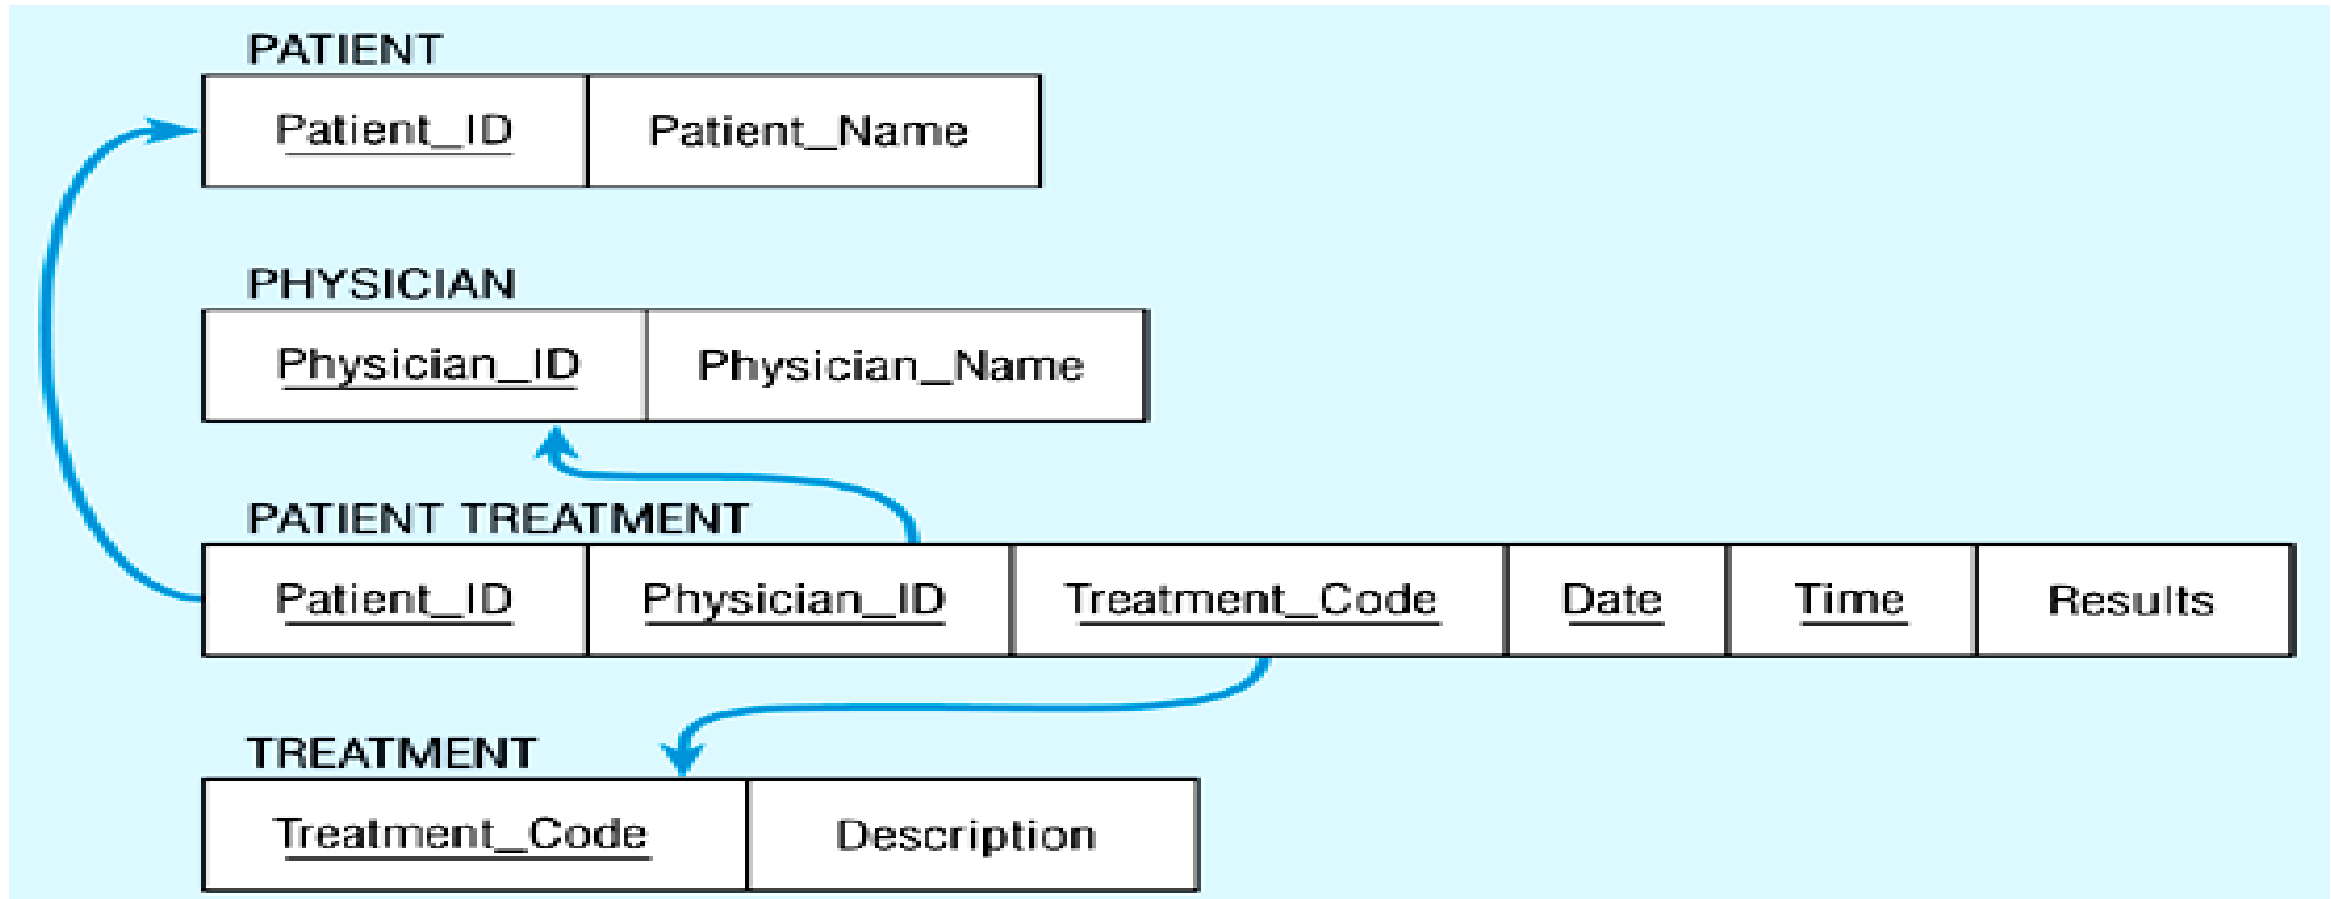 PATIENT
Patient_ID Patient_Name
PHYSICIAN
Physician_ID Physician_Name
PATIENT TREATMENT
Patient_ID Physician_ID Treatment_Code Date Time Results
TREATMENT
Treatment_Code Description